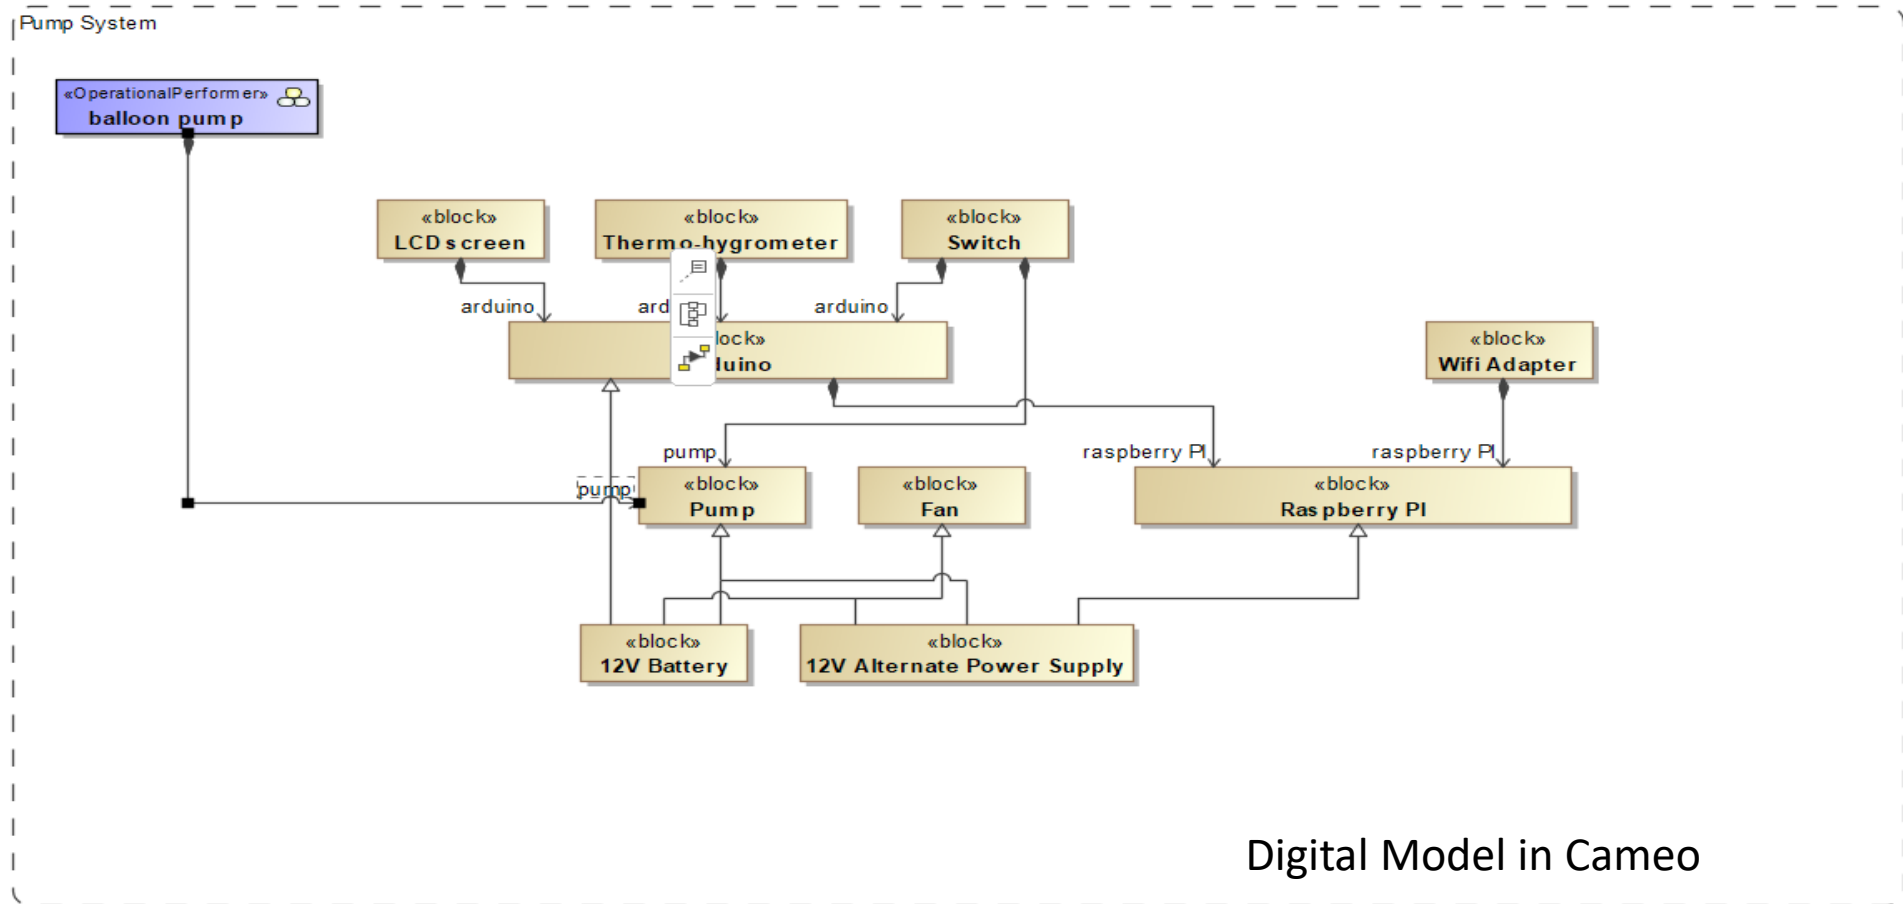 Pump System
«OperationalPerformer»
balloon pump
«block»
LCD screen
«block»
Thermo-hygrometer
«block»
Switch
arduino
ard
arduino
lock»
duino
«block»
Wifi Adapter
pump
raspberry PI
raspberry PI
pump
«block»
Pump
«block»
Fan
«block»
Raspberry PI
«block»
12V Battery
«block»
12V Alternate Power Supply
Digital Model in Cameo